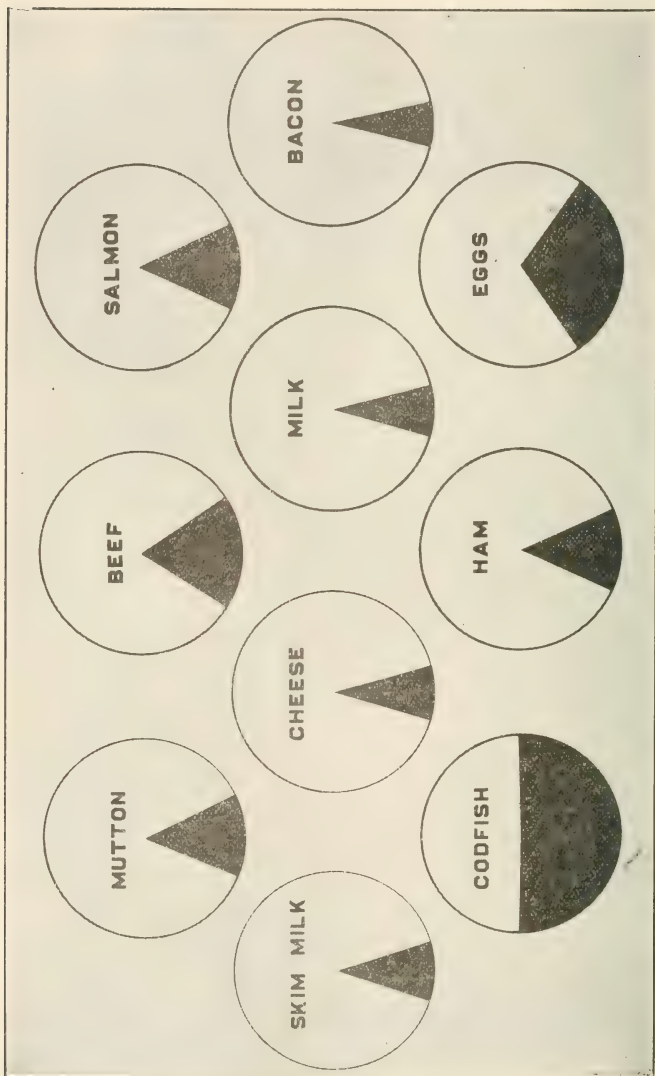 MUTTON
BEEF
SALMON
SKIM MILK
CHEESE
MILK
BACON
CODFISH
HAM
EGGS